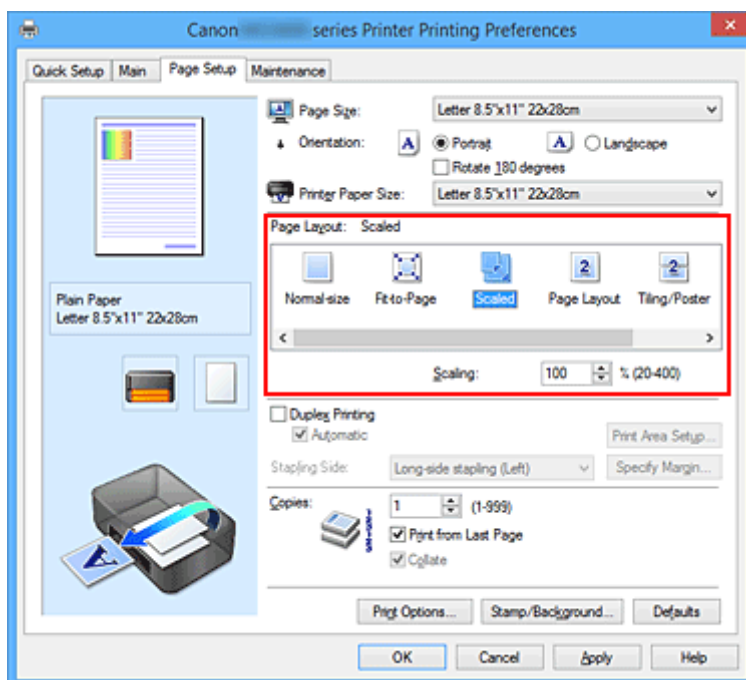 Canon series Printer Printing Preferences
Quick Setup Main Page Setup Maintenance
Page Size: Letter 8.5"x11" 22x28cm
Orientation: A Portrait A Landscape
Rotate 180 degrees
Printer Paper Size: Letter 8.5"x11" 22x28cm
Page Layout: Scaled
2 2
Normal-size Fit-to-Page Scaled Page Layout Tiling/Poster
Scaling: 100 % (20-400)
Plain Paper
Letter 8.5"x11" 22x28cm
Duplex Printing
Automatic
Print Area Setup...
Stapling Side: Long-side stapling (Left) Specify Margin...
Copies: 1 (1-999)
Print from Last Page
Collate
A
Print Options... Stamp/Background... Defaults
OK Cancel Apply Help